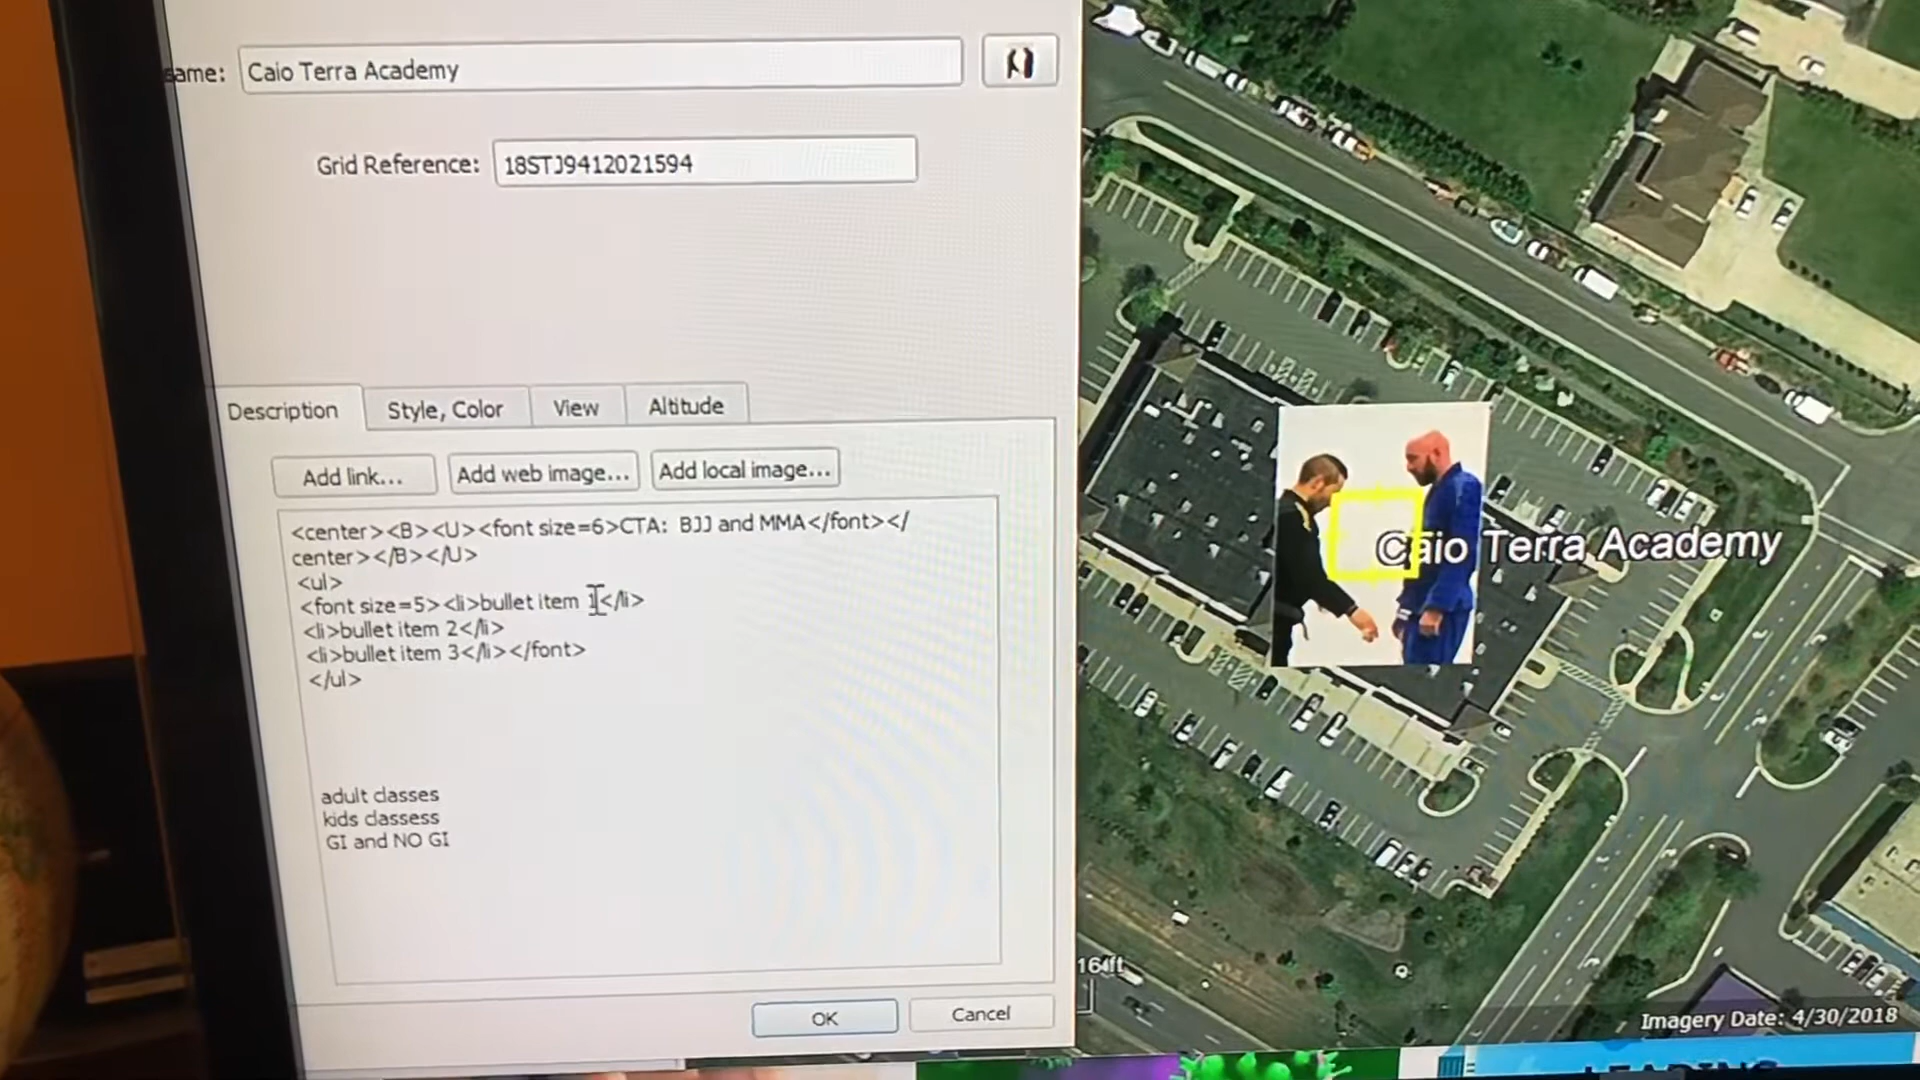 ame: Caio Terra Academy
Grid Reference: 18STJ9412021594
Description Style, Color View Altitude
Add link... Add web image... Add local image...
<center><B><U><font size=6>CTA:  BJJ and MMA</font></
center></B></U>
<ul>
<font size=5><li>bullet item 1</li>
<li>bullet item 2</li>
<li>bullet item 3</li></font>
</ul>
adult classes
kids classess
GI and NO GI
OK Cancel
Caio Terra Academy
16 ft
Imagery Date: 4/30/2018